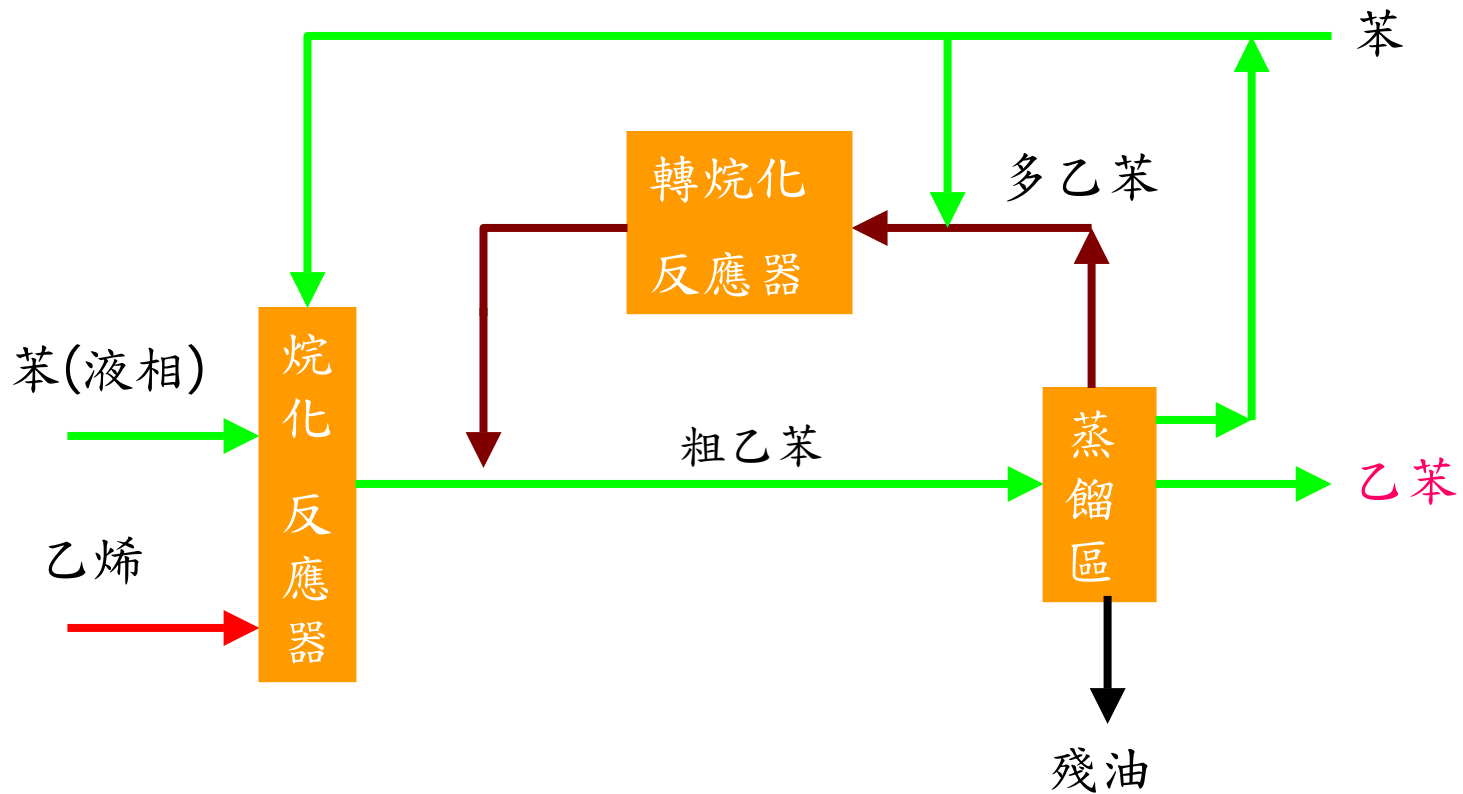 苯
轉烷化
反應器
多乙苯
苯(液相)
烷
化
反
應
器
粗乙苯
蒸
餾
區
乙苯
乙烯
殘油